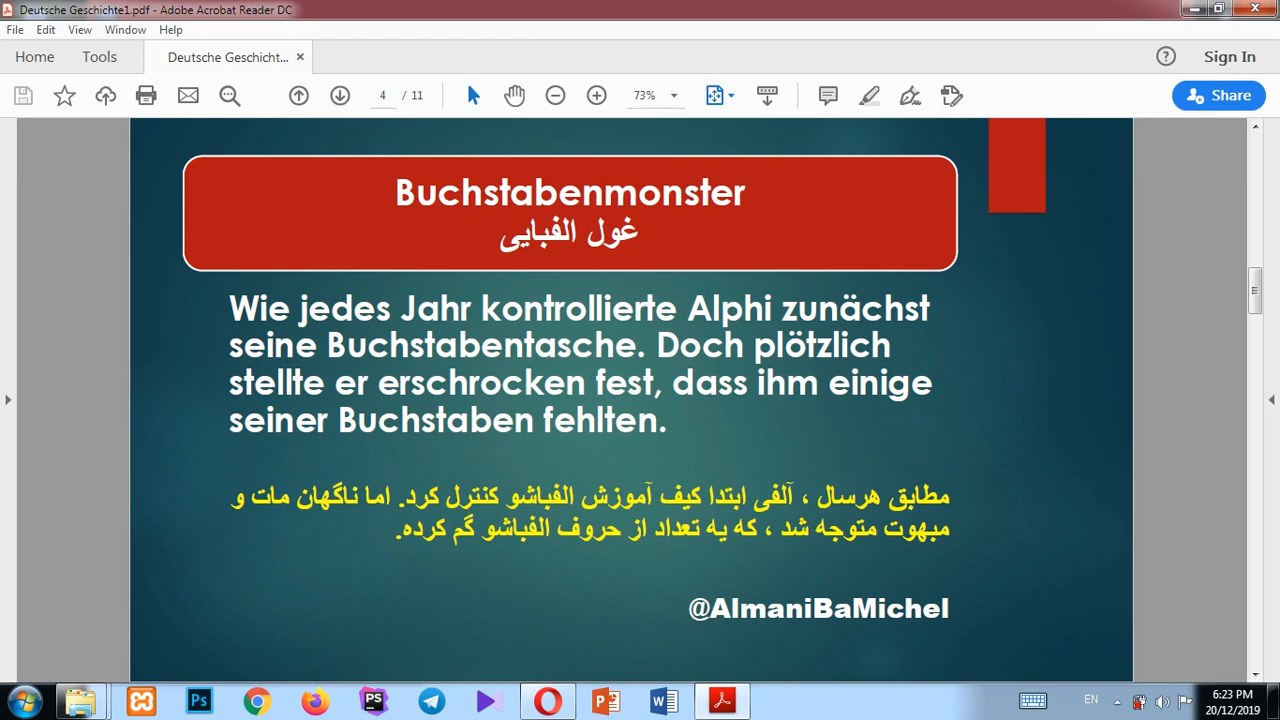 Deutsche Geschichte1.pdf - Adobe Acrobat Reader DC
File Edit View Window Help
Home Tools Deutsche Geschicht... Sign In
4 / 11 73% Share
Buchstabenmonster
غول الفبایی
Wie jedes Jahr kontrollierte Alphi zunächst
seine Buchstabentasche. Doch plötzlich
stellte er erschrocken fest, dass ihm einige
seiner Buchstaben fehlten.
مطابق هرسال ، آلفی ابتدا کیف آموزش الفباشو کنترل کرد. اما ناگهان مات و
مبهوت متوجه شد ، که یه تعداد از حروف الفباشو گم کرده.
@AlmaniBaMichel
Ps PS P W
EN 6:23 PM
20/12/2019